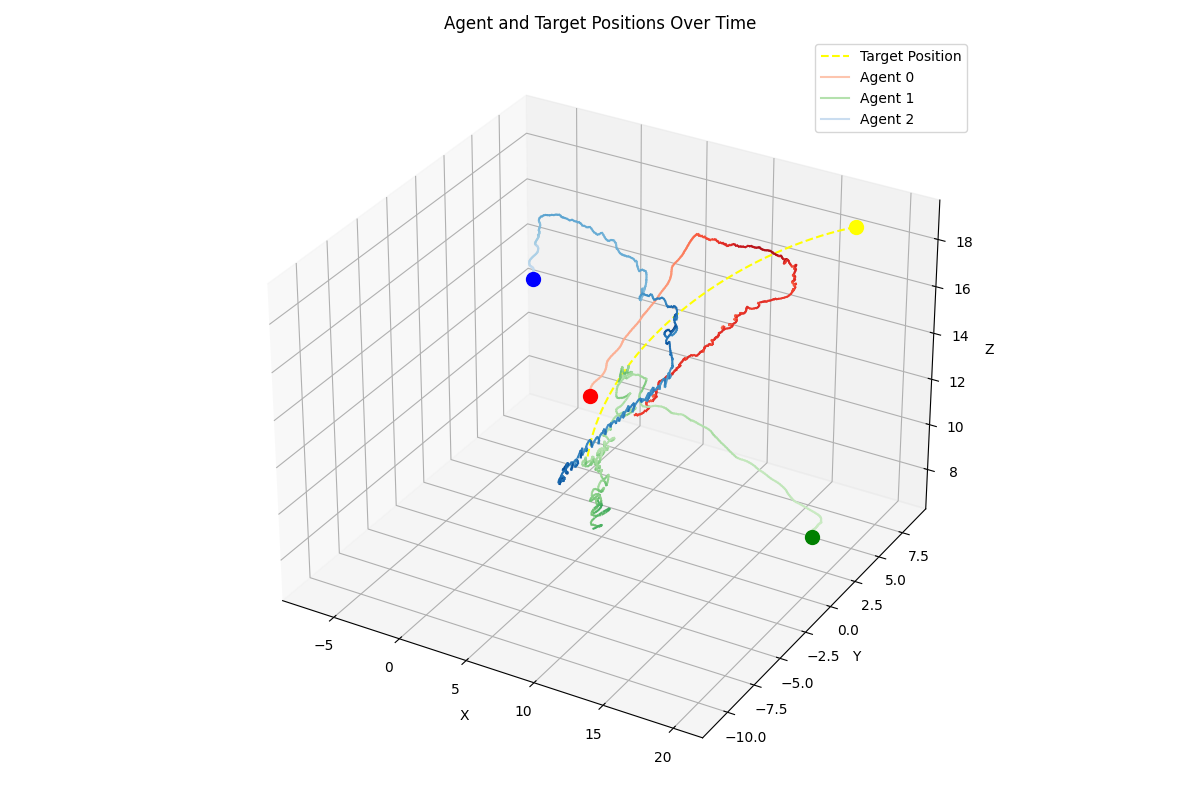 Agent and Target Positions Over Time
Target Position
Agent 0
Agent 1
Agent 2
18
16
14
12
10
8
Z
7.5
5.0
2.5
0.0
−2.5
−5.0
−7.5
−10.0
Y
−5
0
5
10
15
20
X